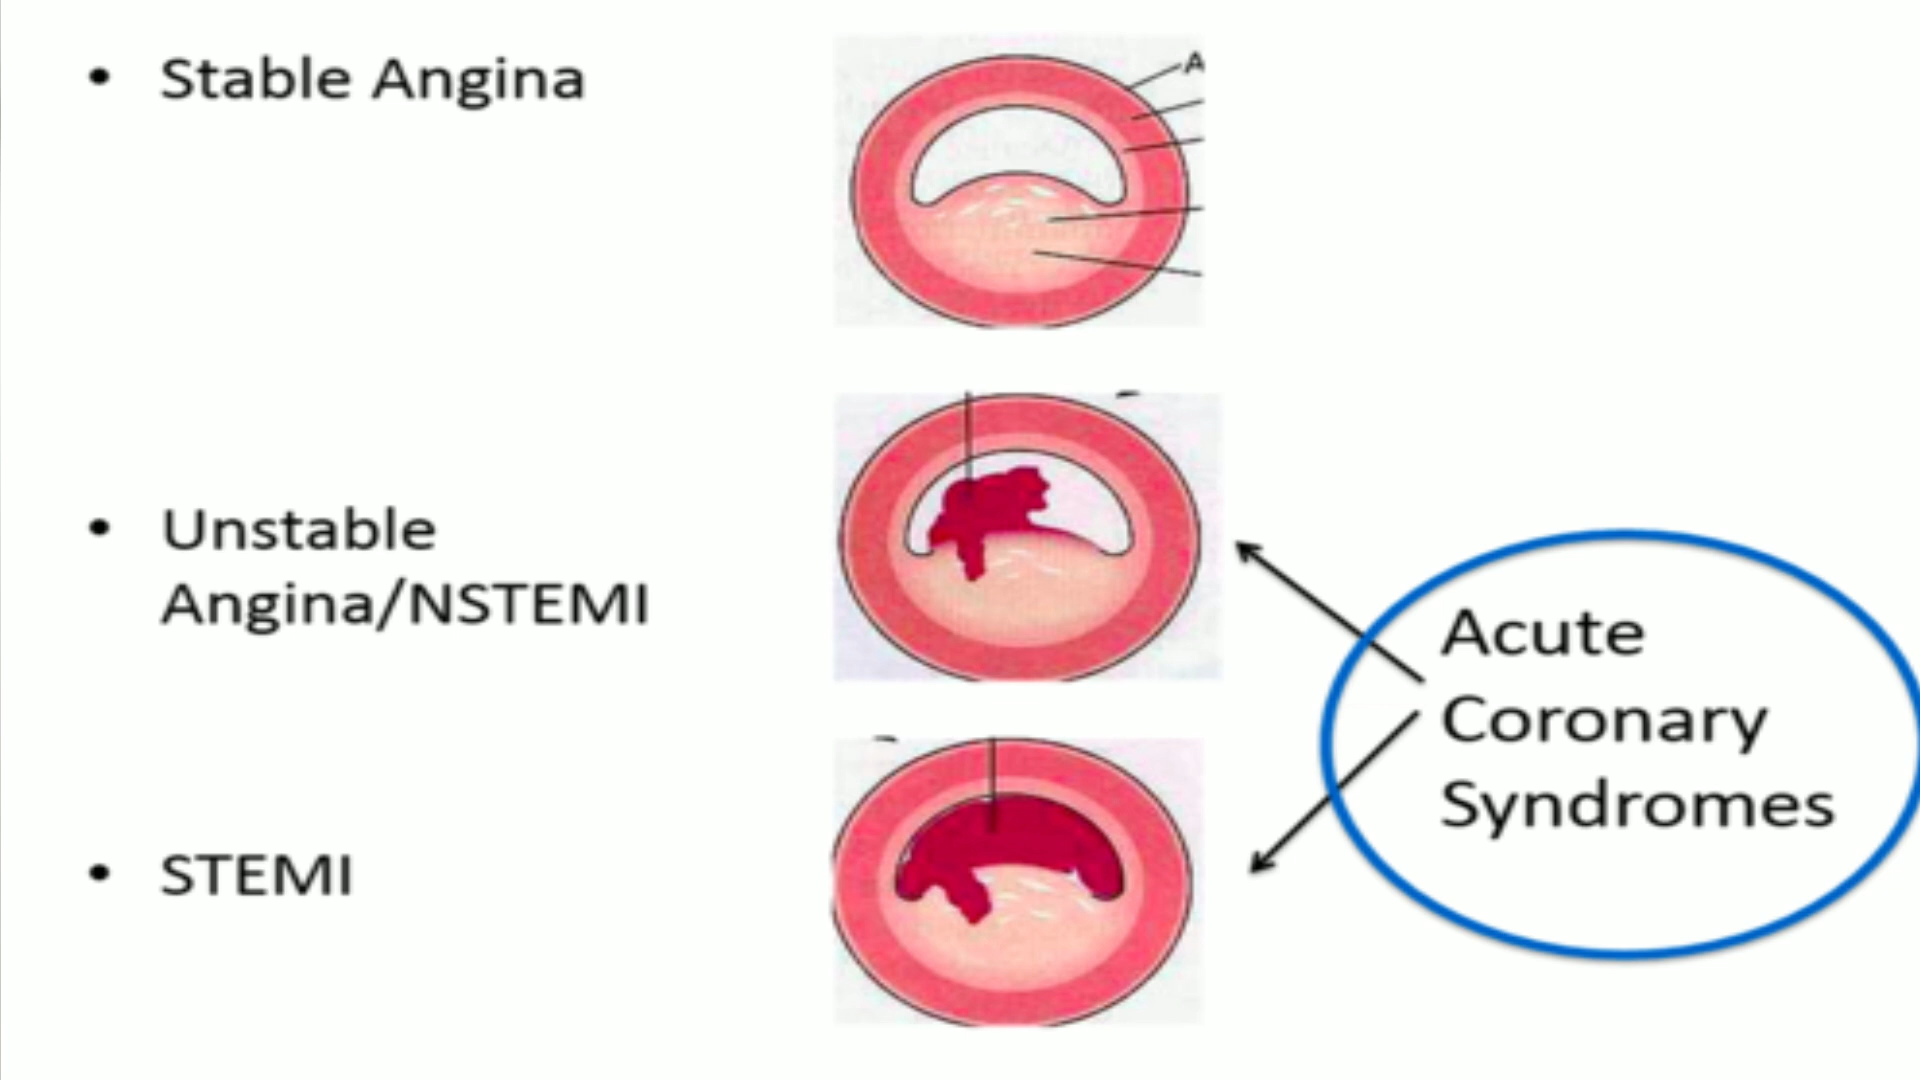 • Stable Angina
A
• Unstable
Angina/NSTEMI
Acute
Coronary
Syndromes
• STEMI